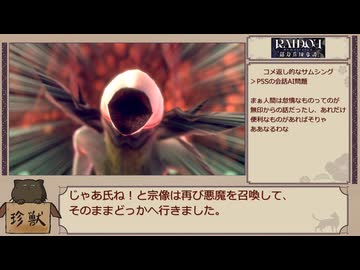 RAIDOU
コメ返し的なサムシング
＞PSSの会話AI問題
まぁ人間は怠惰なものってのが
無印からの話だったし、あれだけ
便利なものがあればそりゃ
ああなるわな
珍獣
じゃあ氏ね！と宗像は再び悪魔を召喚して、
そのままどっかへ行きました。